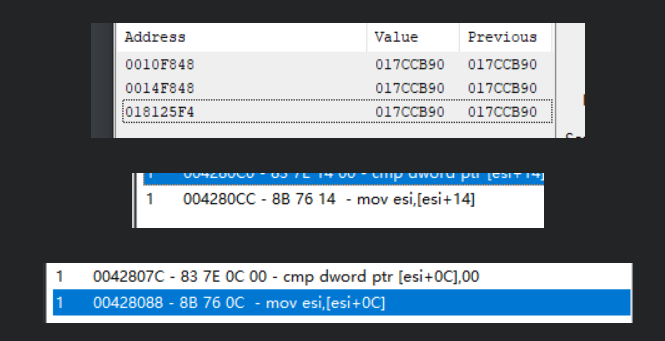 Address Value Previous
0010F848 017CCB90 017CCB90
0014F848 017CCB90 017CCB90
018125F4 017CCB90 017CCB90
1 004280C0 - 83 7E 14 00 - cmp dword ptr [esi+14]
1 004280CC - 8B 76 14 - mov esi,[esi+14]
1 0042807C - 83 7E 0C 00 - cmp dword ptr [esi+0C],00
1 00428088 - 8B 76 0C - mov esi,[esi+0C]